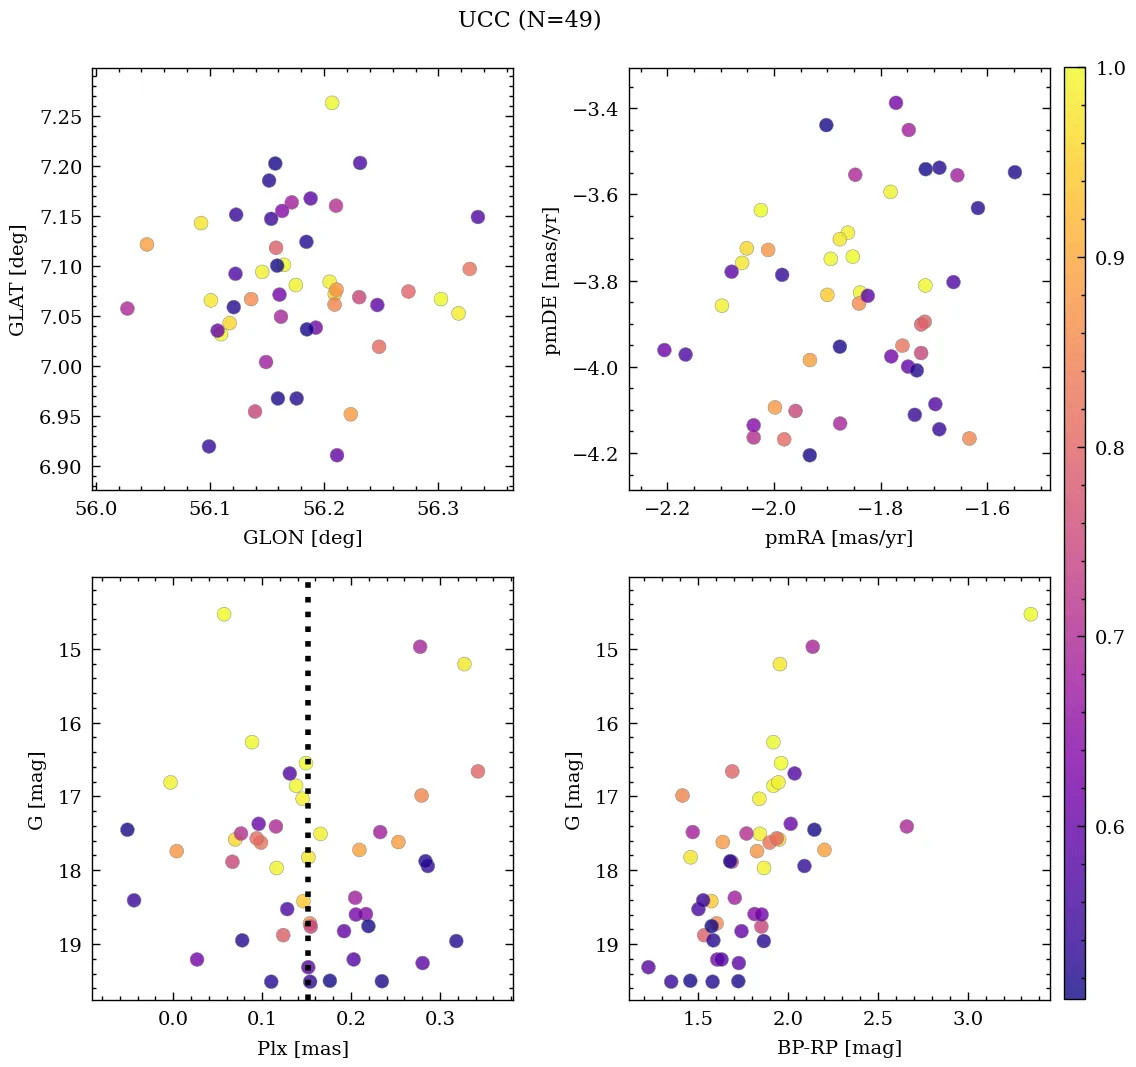 UCC (N=49)
7.25
7.20
7.15
7.10
7.05
7.00
6.95
6.90
GLAT [deg]
56.0 56.1 56.2 56.3
GLON [deg]
−3.4
−3.6
−3.8
−4.0
−4.2
pmDE [mas/yr]
−2.2 −2.0 −1.8 −1.6
pmRA [mas/yr]
1.0
0.9
0.8
0.7
0.6
15
16
17
18
19
G [mag]
0.0 0.1 0.2 0.3
Plx [mas]
15
16
17
18
19
G [mag]
1.5 2.0 2.5 3.0
BP-RP [mag]